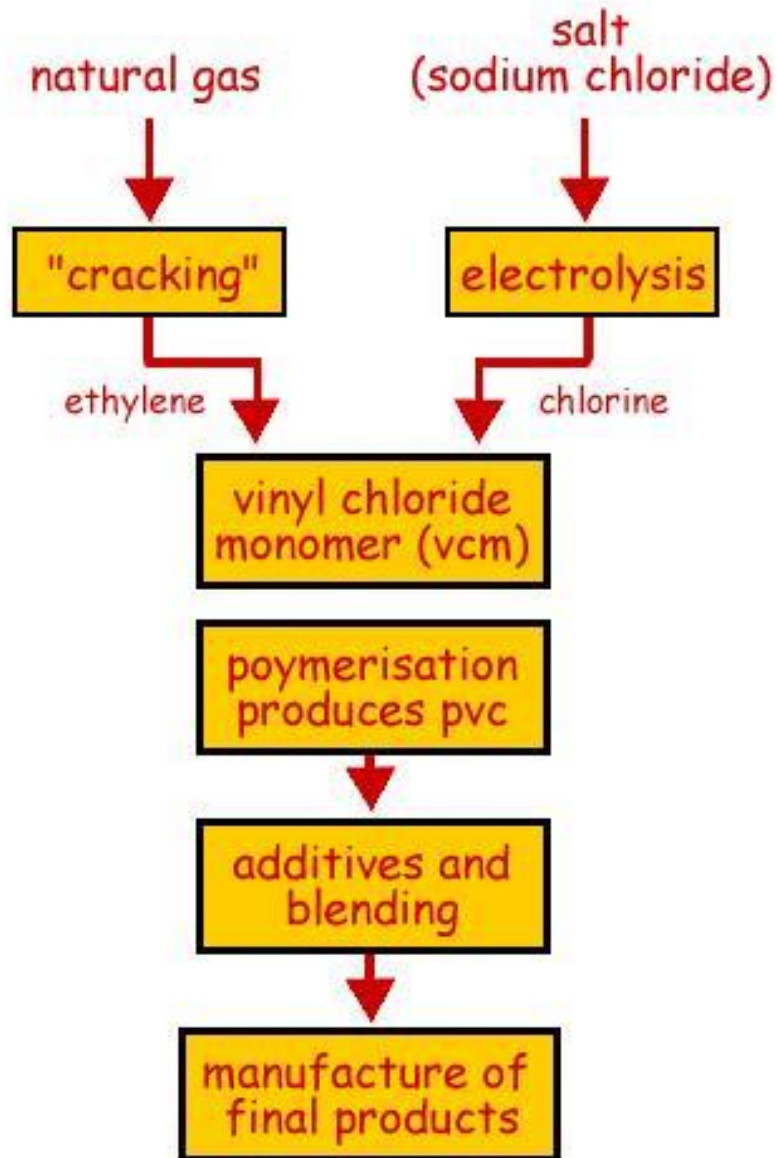 natural gas
salt
(sodium chloride)
"cracking"
electrolysis
ethylene
chlorine
vinyl chloride
monomer (vcm)
poymerisation
produces pvc
additives and
blending
manufacture of
final products